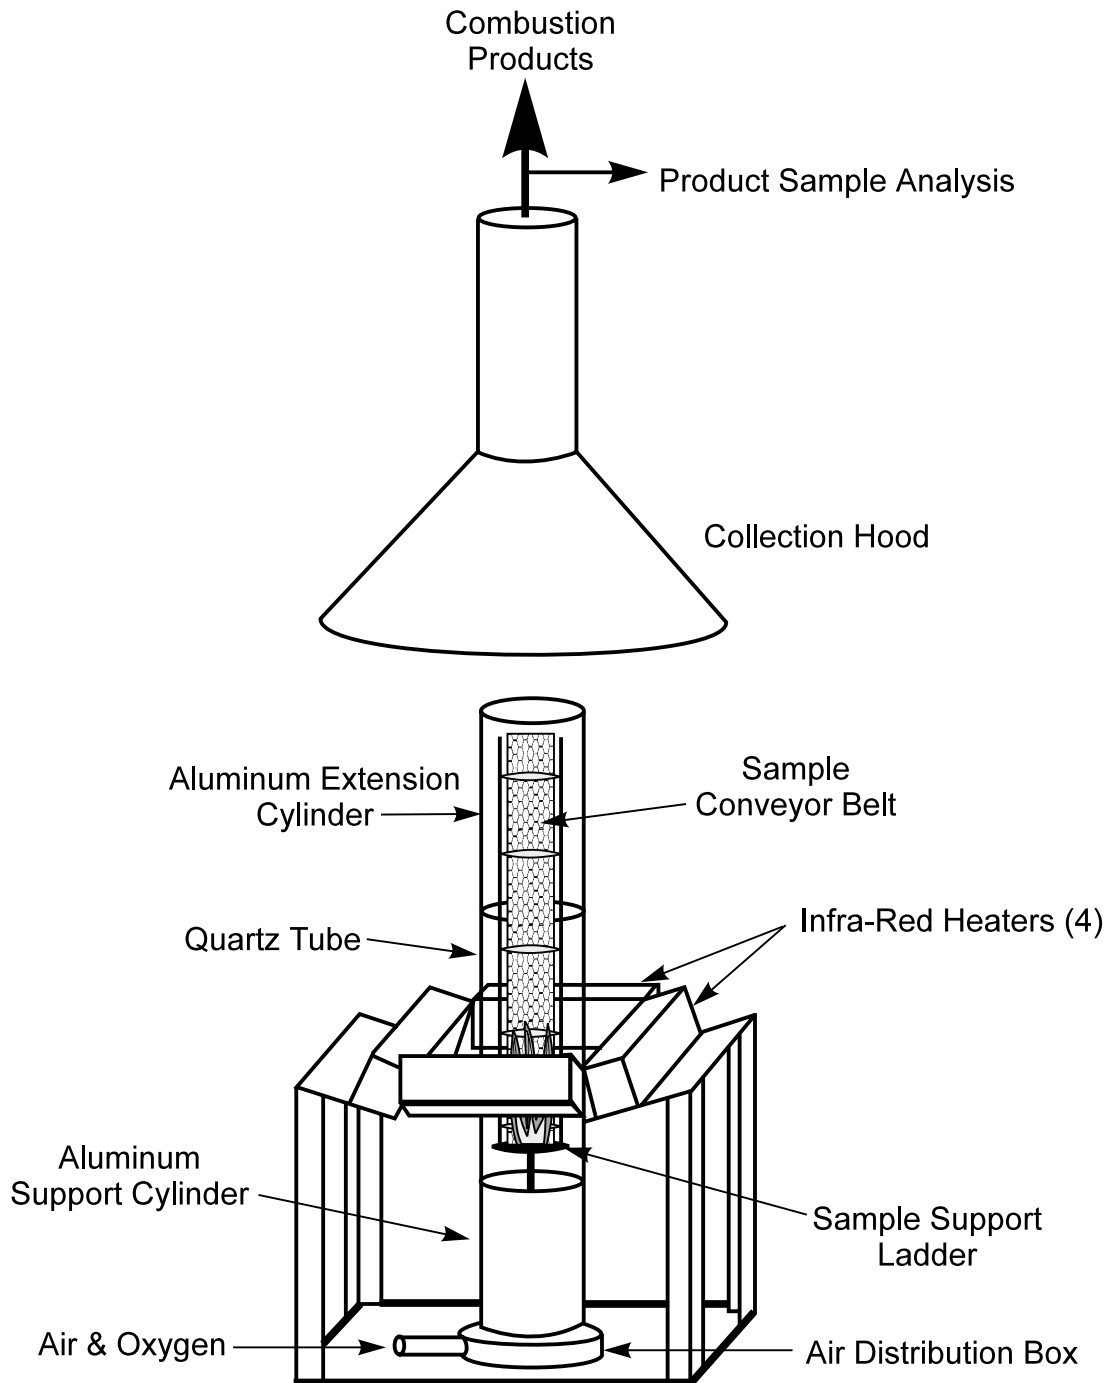 Combustion
Products
Product Sample Analysis
Collection Hood
Aluminum Extension
Cylinder
Sample
Conveyor Belt
Quartz Tube
Infra-Red Heaters (4)
Aluminum
Support Cylinder
Sample Support
Ladder
Air & Oxygen
Air Distribution Box